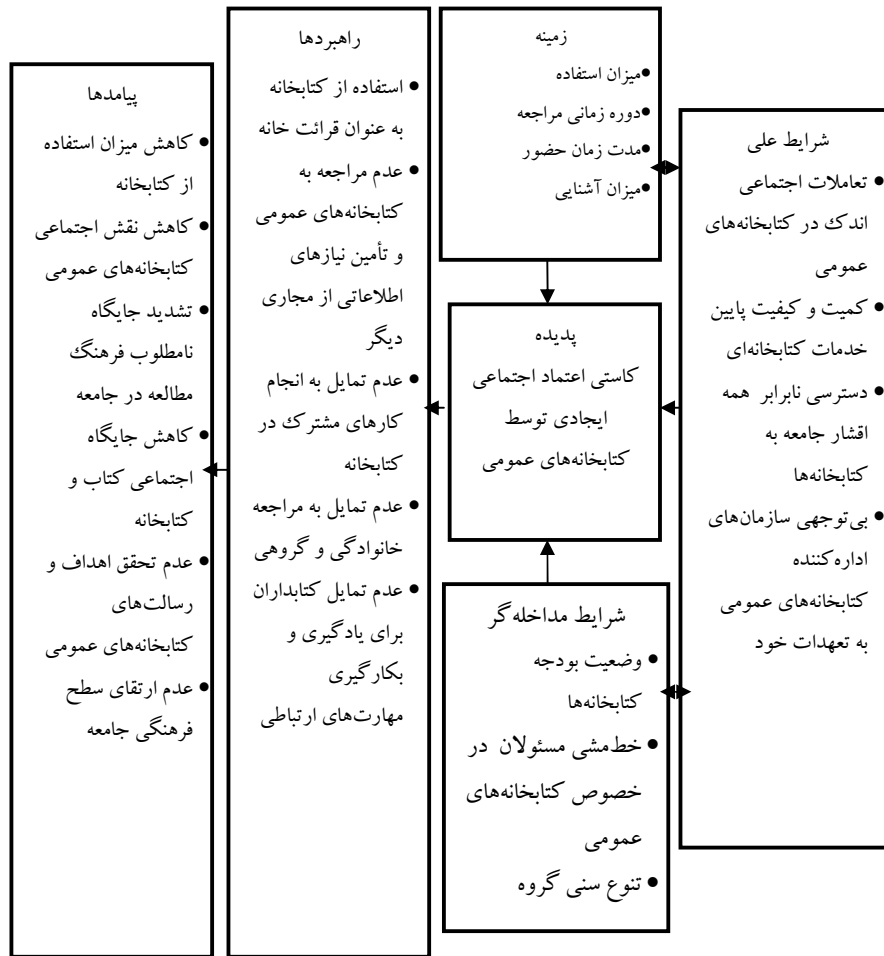 شرایط علی
• تعاملات اجتماعی
اندک در کتابخانه‌های
عمومی
• کمیت و کیفیت پایین
خدمات کتابخانه‌ای
• دسترسی نابرابر همه
اقشار جامعه به
کتابخانه‌ها
• بی‌توجهی سازمان‌های
اداره‌کننده
کتابخانه‌های عمومی
به تعهدات خود
زمینه
•میزان استفاده
•دوره زمانی مراجعه
•مدت زمان حضور
•میزان آشنایی
پدیده
کاستی اعتماد اجتماعی
ایجادی توسط
کتابخانه‌های عمومی
شرایط مداخله‌گر
• وضعیت بودجه
کتابخانه‌ها
• خط‌مشی مسئولان در
خصوص کتابخانه‌های
عمومی
• تنوع سنی گروه
راهبردها
• استفاده از کتابخانه
به عنوان قرائت خانه
• عدم مراجعه به
کتابخانه‌های عمومی
و تأمین نیازهای
اطلاعاتی از مجاری
دیگر
• عدم تمایل به انجام
کارهای مشترک در
کتابخانه
• عدم تمایل به مراجعه
خانوادگی و گروهی
• عدم تمایل کتابداران
برای یادگیری و
بکارگیری
مهارت‌های ارتباطی
پیامدها
• کاهش میزان استفاده
از کتابخانه
• کاهش نقش اجتماعی
کتابخانه‌های عمومی
• تشدید جایگاه
نامطلوب فرهنگ
مطالعه در جامعه
• کاهش جایگاه
اجتماعی کتاب و
کتابخانه
• عدم تحقق اهداف و
رسالت‌های
کتابخانه‌های عمومی
• عدم ارتقای سطح
فرهنگی جامعه